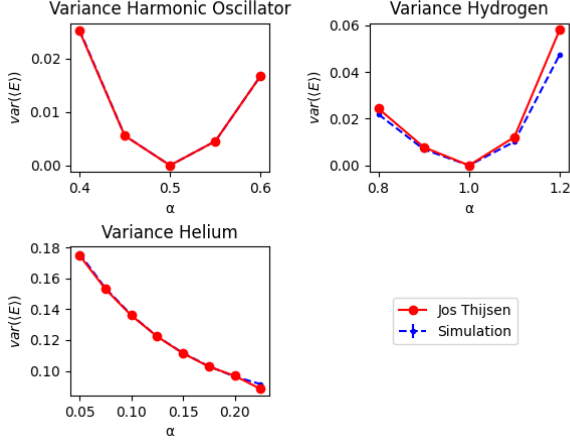 Variance Harmonic Oscillator
var(⟨E⟩)
0.02
0.01
0.00
0.4
0.5
0.6
α
Variance Hydrogen
var(⟨E⟩)
0.06
0.04
0.02
0.00
0.8
1.0
1.2
α
Variance Helium
var(⟨E⟩)
0.18
0.16
0.14
0.12
0.10
0.05
0.10
0.15
0.20
α
Jos Thijsen
Simulation